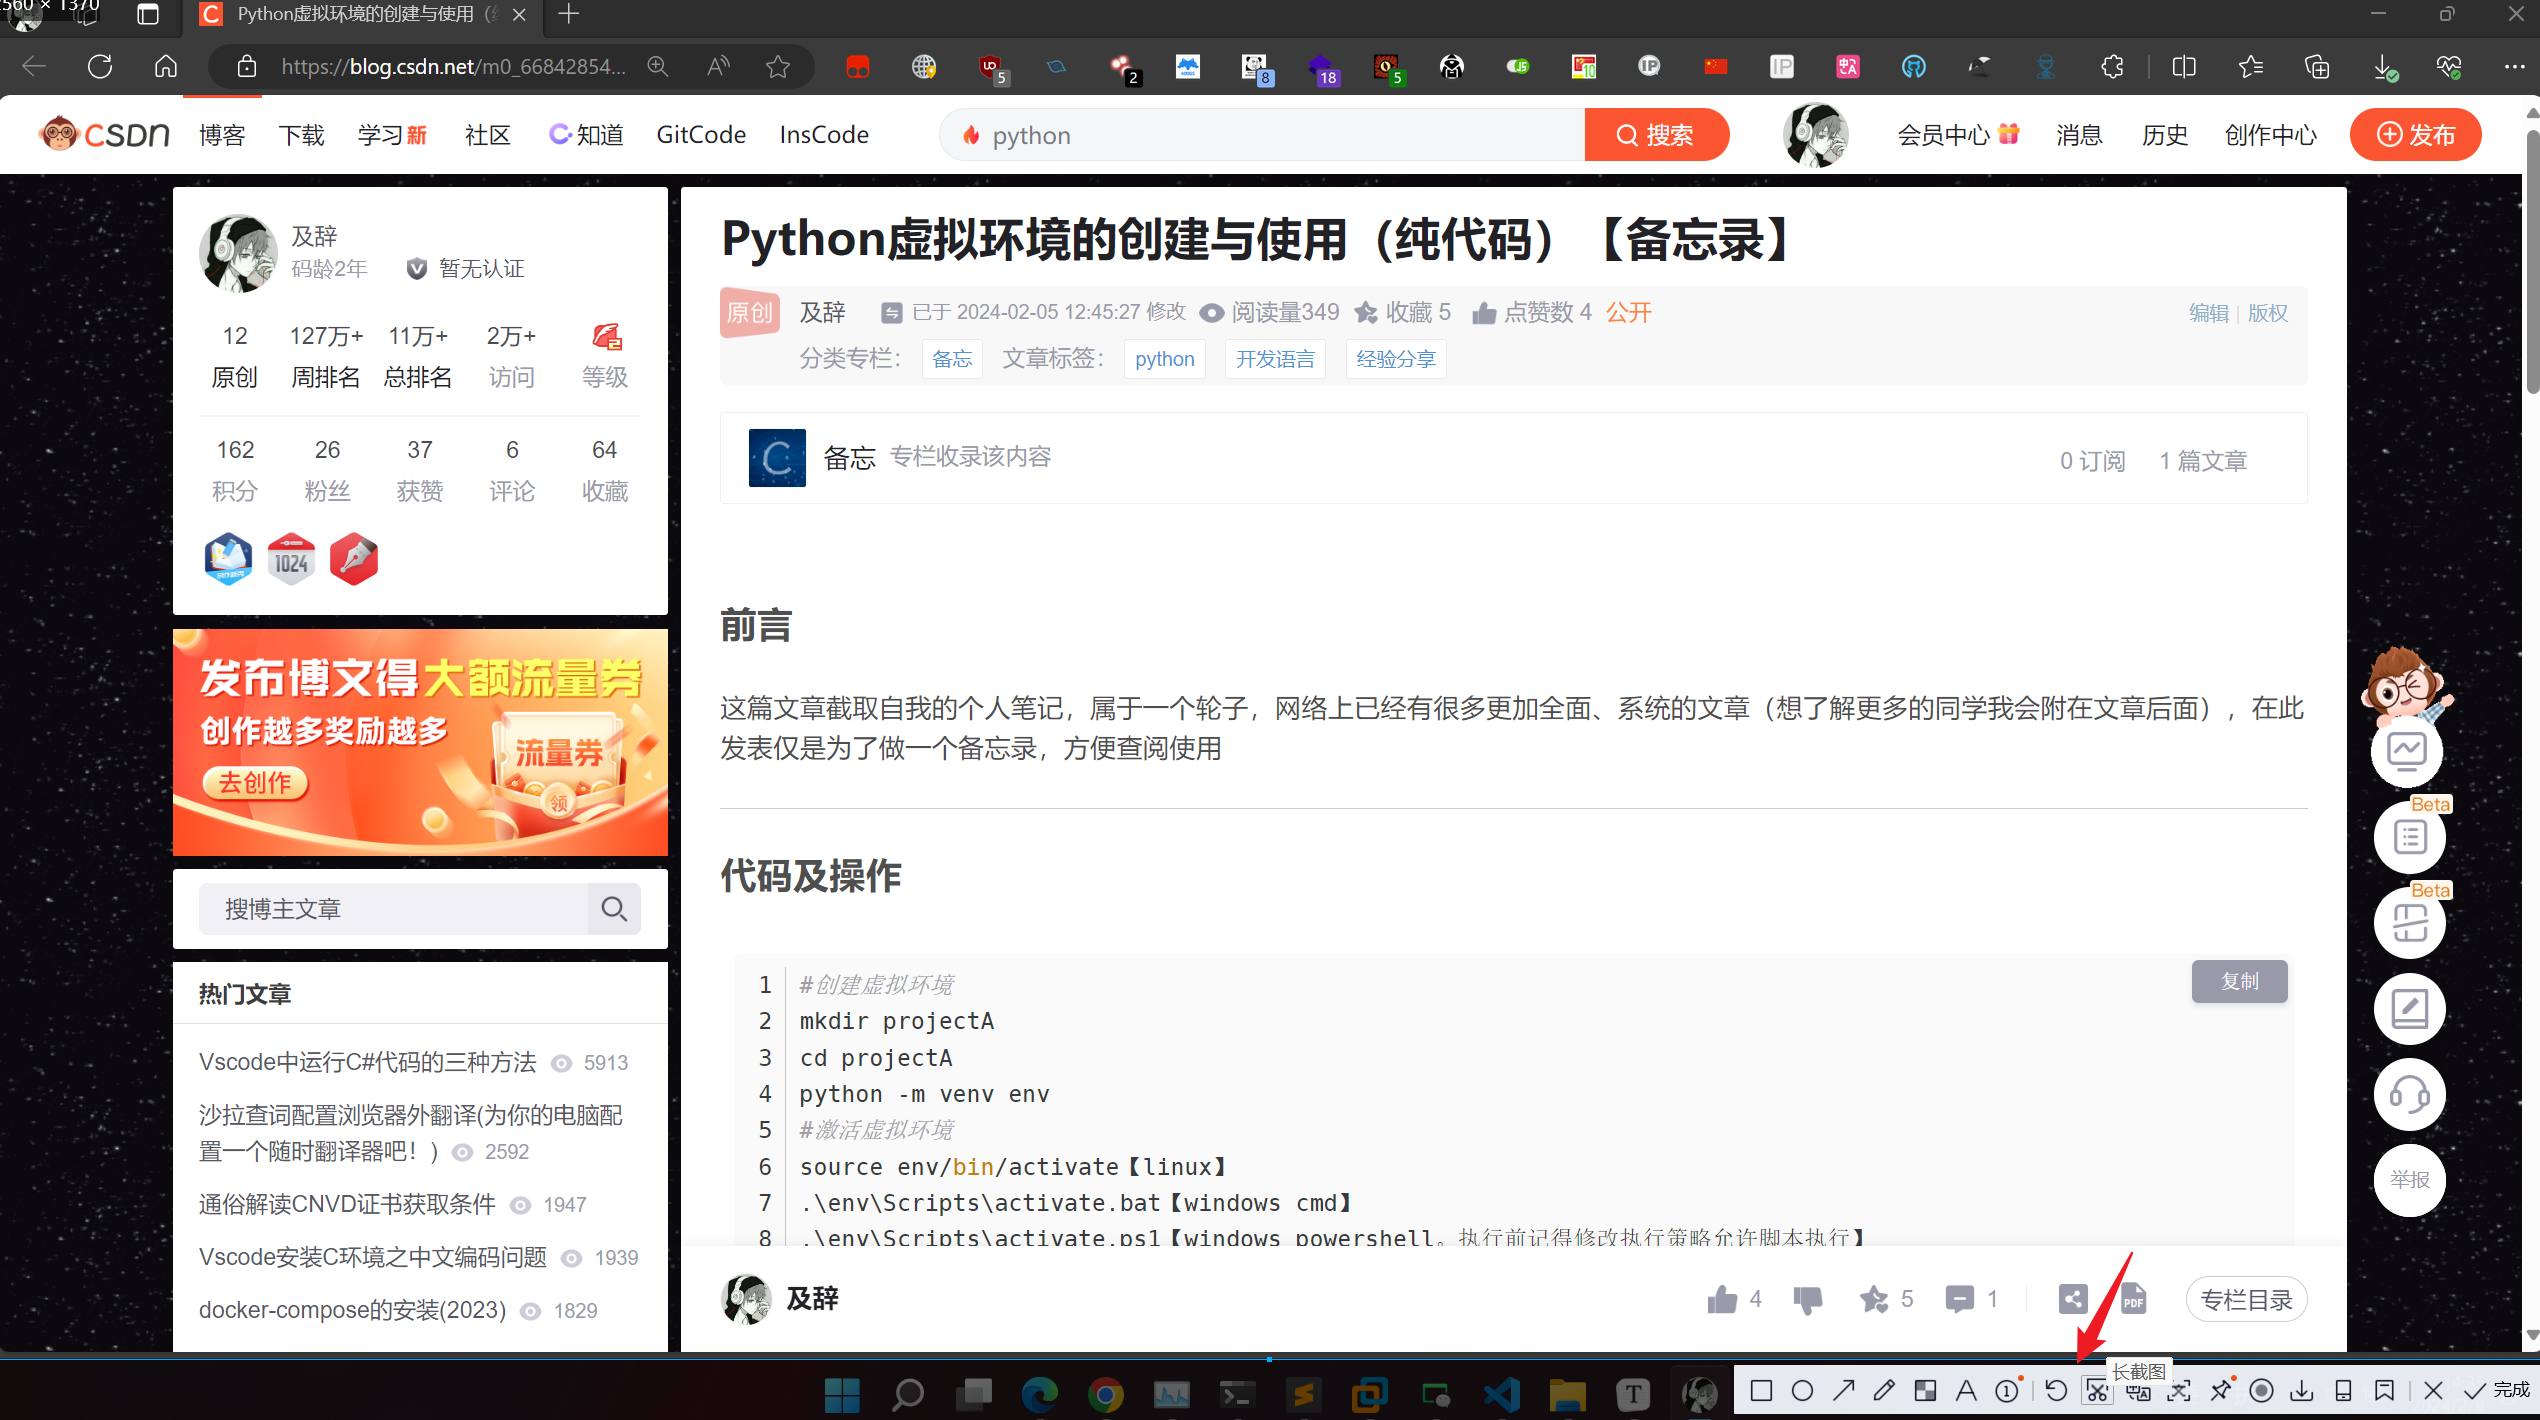 2560 × 1370
Python虚拟环境的创建与使用（纟
https://blog.csdn.net/m0_66842854...
5
2
8
18
5
10
CSDN
博客
下载
学习 新
社区
知道
GitCode
InsCode
python
搜索
会员中心
消息
历史
创作中心
发布
及辞
码龄2年
暂无认证
12
127万+
11万+
2万+
原创
周排名
总排名
访问
等级
162
26
37
6
64
积分
粉丝
获赞
评论
收藏
1024
发布博文得大额流量券
创作越多奖励越多
流量券
去创作
领
搜博主文章
热门文章
Vscode中运行C#代码的三种方法 5913
沙拉查词配置浏览器外翻译(为你的电脑配
置一个随时翻译器吧！) 2592
通俗解读CNVD证书获取条件 1947
Vscode安装C环境之中文编码问题 1939
docker-compose的安装(2023) 1829
Python虚拟环境的创建与使用（纯代码）【备忘录】
原创 及辞 已于 2024-02-05 12:45:27 修改 阅读量349 收藏 5 点赞数 4 公开
编辑 | 版权
分类专栏： 备忘 文章标签： python 开发语言 经验分享
备忘 专栏收录该内容
0 订阅 1 篇文章
前言
这篇文章截取自我的个人笔记，属于一个轮子，网络上已经有很多更加全面、系统的文章（想了解更多的同学我会附在文章后面），在此
发表仅是为了做一个备忘录，方便查阅使用
代码及操作
复制
1 #创建虚拟环境
2 mkdir projectA
3 cd projectA
4 python -m venv env
5 #激活虚拟环境
6 source env/bin/activate【linux】
7 .\env\Scripts\activate.bat【windows cmd】
8 .\env\Scripts\activate.ps1【windows powershell。执行前记得修改执行策略允许脚本执行】
及辞
4
5
1
PDF
专栏目录
Beta
Beta
举报
长截图
完成